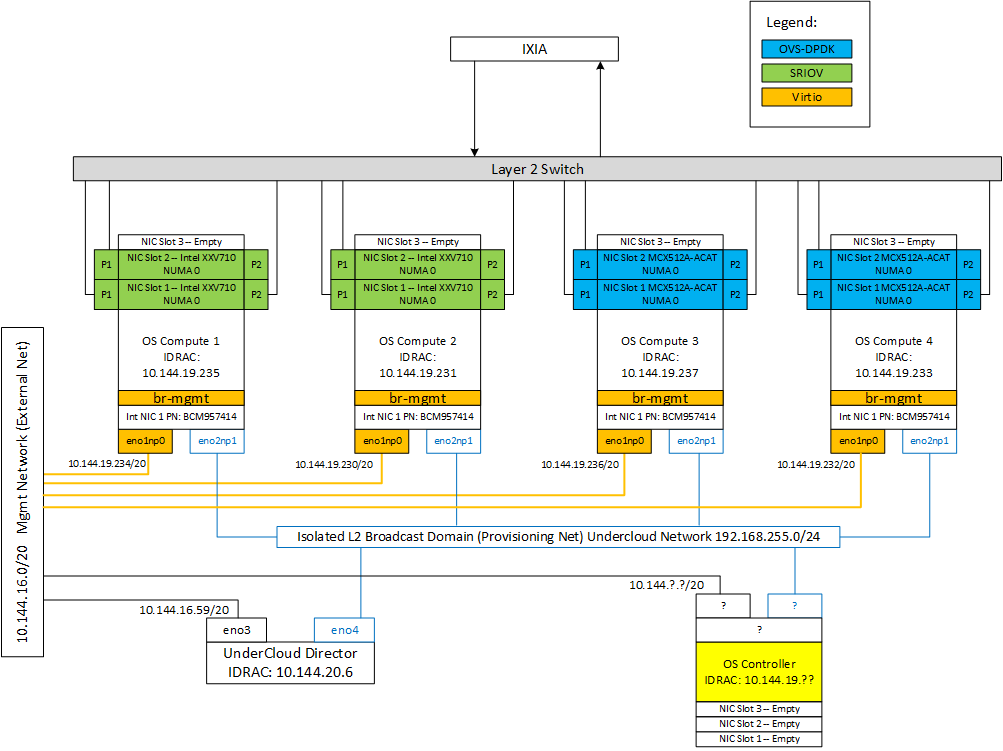 Legend:
OVS-DPDK
SRIOV
Virtio
IXIA
Layer 2 Switch
NIC Slot 3 -- Empty
P1
NIC Slot 2 -- Intel XXV710
NUMA 0
P2
P1
NIC Slot 1 -- Intel XXV710
NUMA 0
P2
OS Compute 1
IDRAC:
10.144.19.235
br-mgmt
Int NIC 1 PN: BCM957414
eno1np0
eno2np1
10.144.19.234/20
NIC Slot 3 -- Empty
P1
NIC Slot 2 -- Intel XXV710
NUMA 0
P2
P1
NIC Slot 1 -- Intel XXV710
NUMA 0
P2
OS Compute 2
IDRAC:
10.144.19.231
br-mgmt
Int NIC 1 PN: BCM957414
eno1np0
eno2np1
10.144.19.230/20
NIC Slot 3 -- Empty
P1
NIC Slot 2 MCX512A-ACAT
NUMA 0
P2
P1
NIC Slot 1 MCX512A-ACAT
NUMA 0
P2
OS Compute 3
IDRAC:
10.144.19.237
br-mgmt
Int NIC 1 PN: BCM957414
eno1np0
eno2np1
10.144.19.236/20
NIC Slot 3 -- Empty
P1
NIC Slot 2 MCX512A-ACAT
NUMA 0
P2
P1
NIC Slot 1 MCX512A-ACAT
NUMA 0
P2
OS Compute 4
IDRAC:
10.144.19.233
br-mgmt
Int NIC 1 PN: BCM957414
eno1np0
eno2np1
10.144.19.232/20
10.144.16.0/20 Mgmt Network (External Net)
Isolated L2 Broadcast Domain (Provisioning Net) Undercloud Network 192.168.255.0/24
10.144.16.59/20
eno3
eno4
UnderCloud Director
IDRAC: 10.144.20.6
10.144.?.?/20
?
?
?
OS Controller
IDRAC: 10.144.19.??
NIC Slot 3 -- Empty
NIC Slot 2 -- Empty
NIC Slot 1 -- Empty